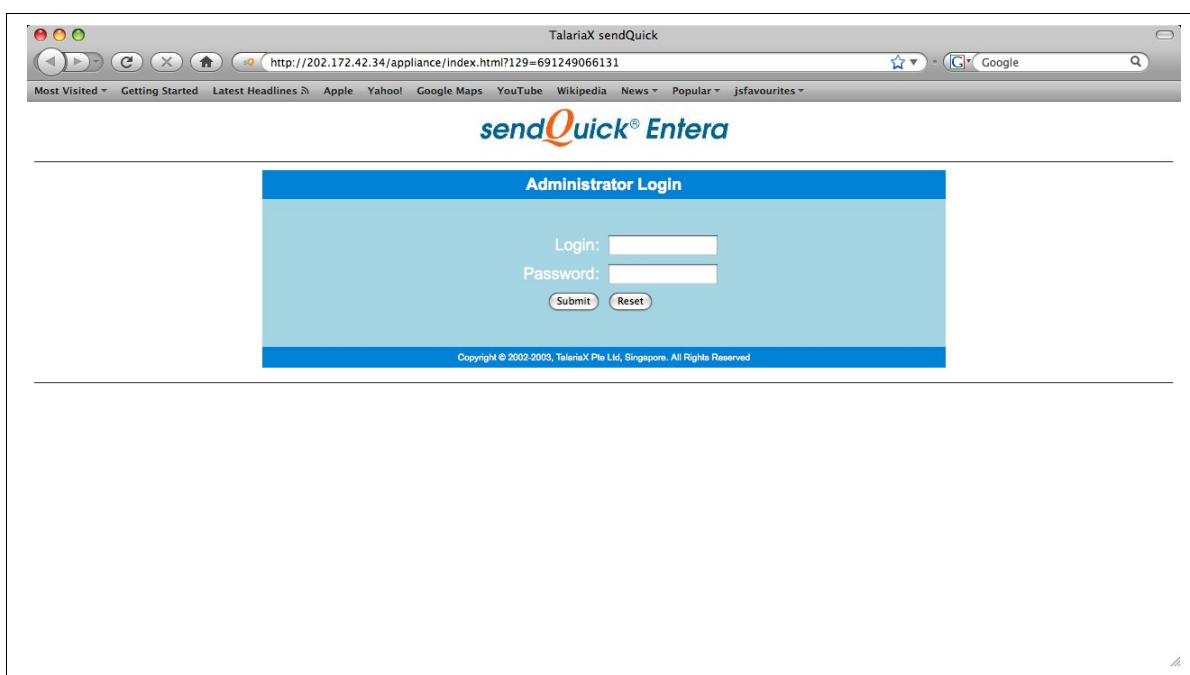 TalariaX sendQuick
http://202.172.42.34/appliance/index.html?129=691249066131
Google
Most Visited Getting Started Latest Headlines Apple Yahoo! Google Maps YouTube Wikipedia News Popular jsfavourites
sendQuick® Entera
Administrator Login
Login:
Password:
Submit Reset
Copyright © 2002-2003, TalariaX Pte Ltd, Singapore. All Rights Reserved